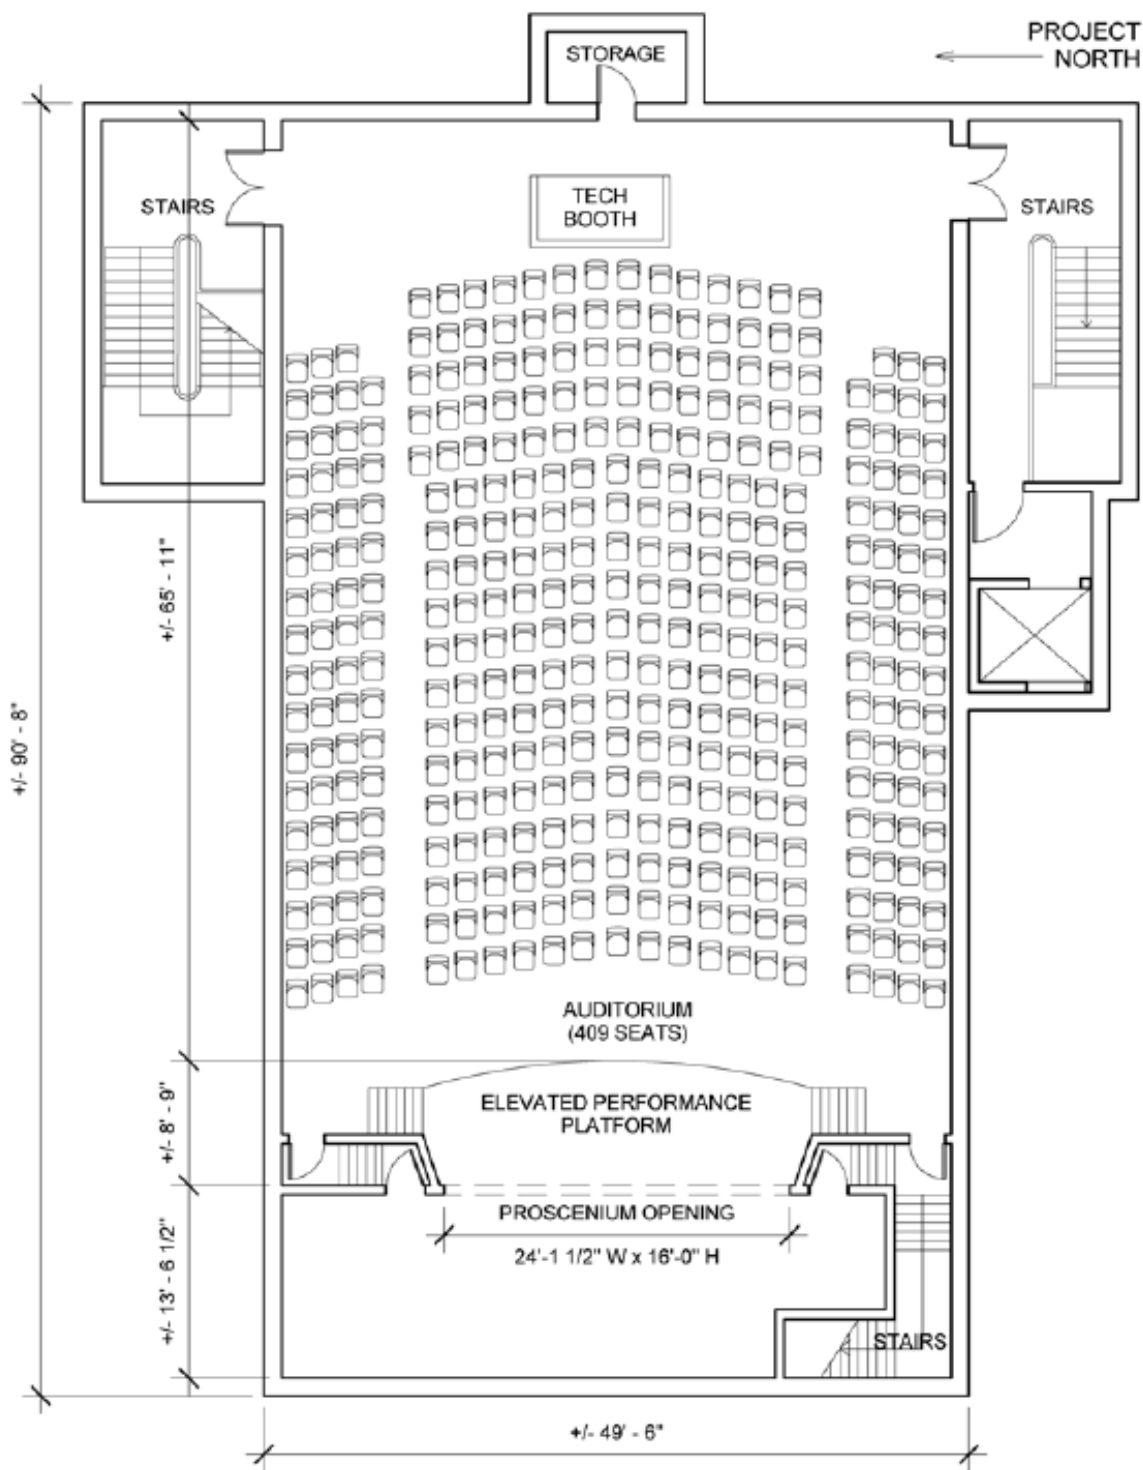 PROJECT
NORTH
STORAGE
TECH
BOOTH
STAIRS
STAIRS
+/- 65' - 11"
+/- 90' - 8"
AUDITORIUM
(409 SEATS)
ELEVATED PERFORMANCE
PLATFORM
+/- 8' - 9"
PROSCENIUM OPENING
24'-1 1/2" W x 16'-0" H
+/- 13' - 6 1/2"
STAIRS
+/- 49' - 6"